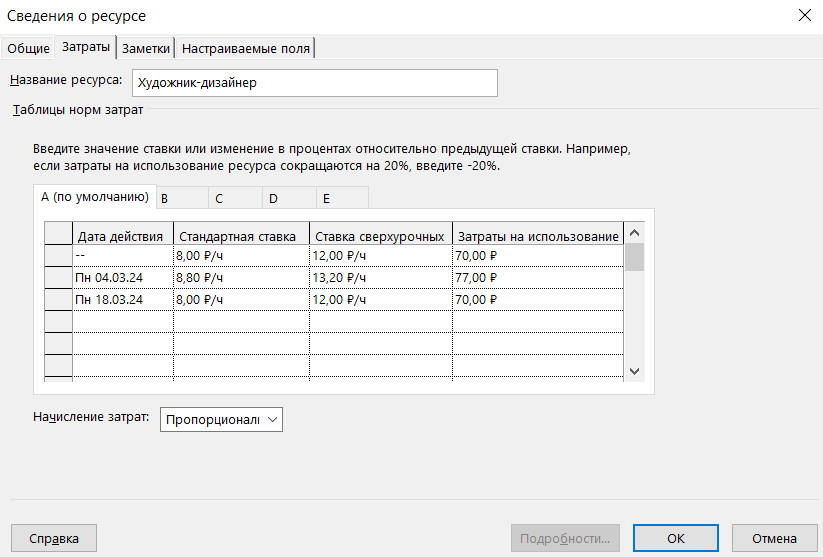 Сведения о ресурсе
Общие Затраты Заметки Настраиваемые поля
Название ресурса: Художник-дизайнер
Таблицы норм затрат
Введите значение ставки или изменение в процентах относительно предыдущей ставки. Например,
если затраты на использование ресурса сокращаются на 20%, введите -20%.
A (по умолчанию) B C D E
Дата действия Стандартная ставка Ставка сверхурочных Затраты на использование
-- 8,00 ₽/ч 12,00 ₽/ч 70,00 ₽
Пн 04.03.24 8,80 ₽/ч 13,20 ₽/ч 77,00 ₽
Пн 18.03.24 8,00 ₽/ч 12,00 ₽/ч 70,00 ₽
Начисление затрат: Пропорционалы
Справка Подробности... ОК Отмена